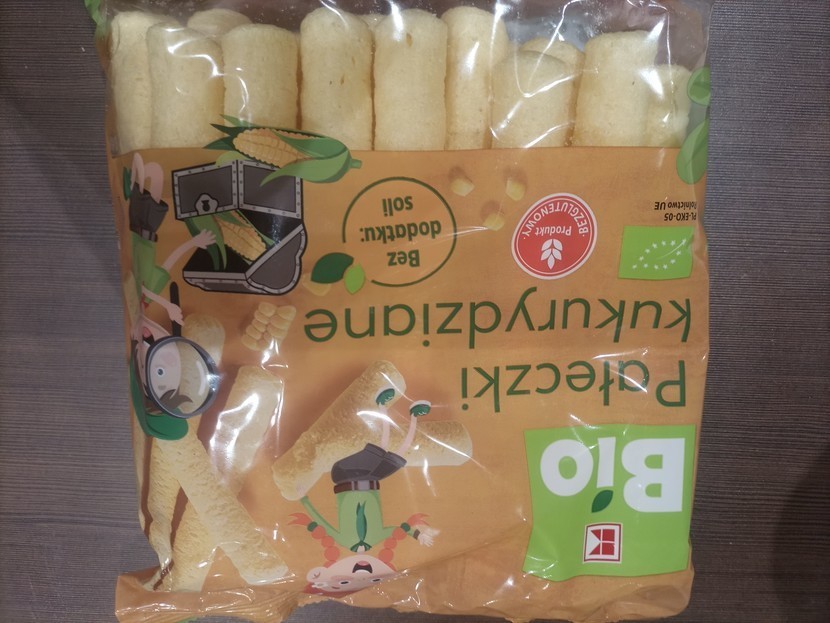 K
Bio
Pałeczki
kukurydziane
PL-EKO-05
Rolnictwo UE
Produkt
·BEZGLUTENOWY·
Bez
dodatku:
soli